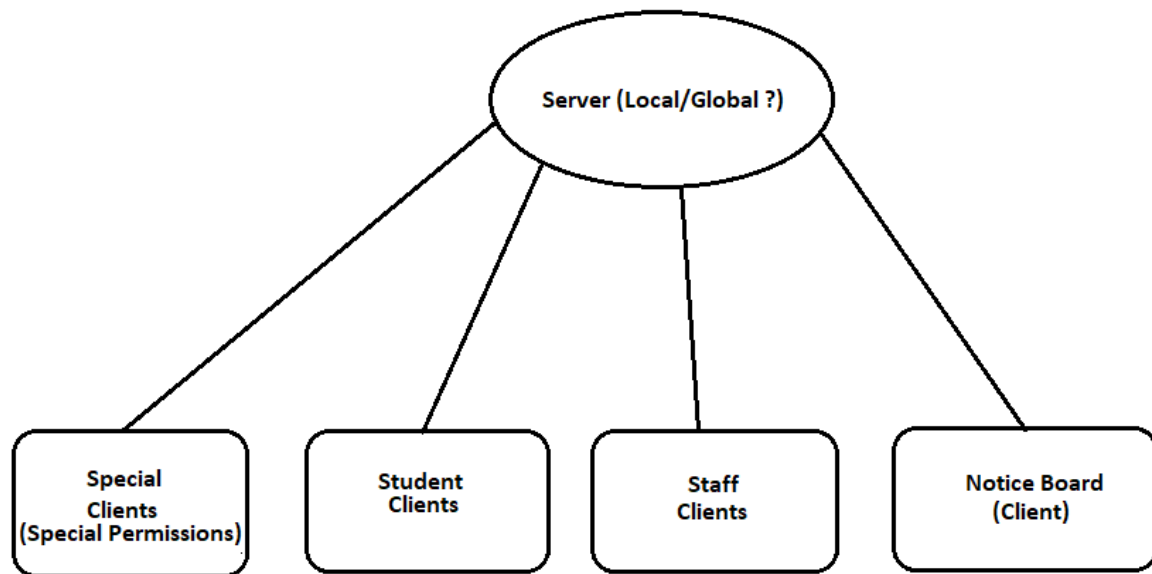 Server (Local/Global ?)
Special
Clients
(Special Permissions)
Student
Clients
Staff
Clients
Notice Board
(Client)